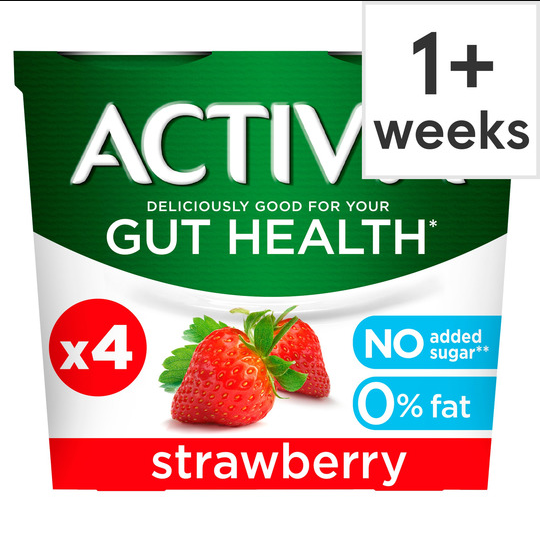 1+
weeks
ACTIV
DELICIOUSLY GOOD FOR YOUR
GUT HEALTH*
x4
NO added
sugar**
0% fat
strawberry